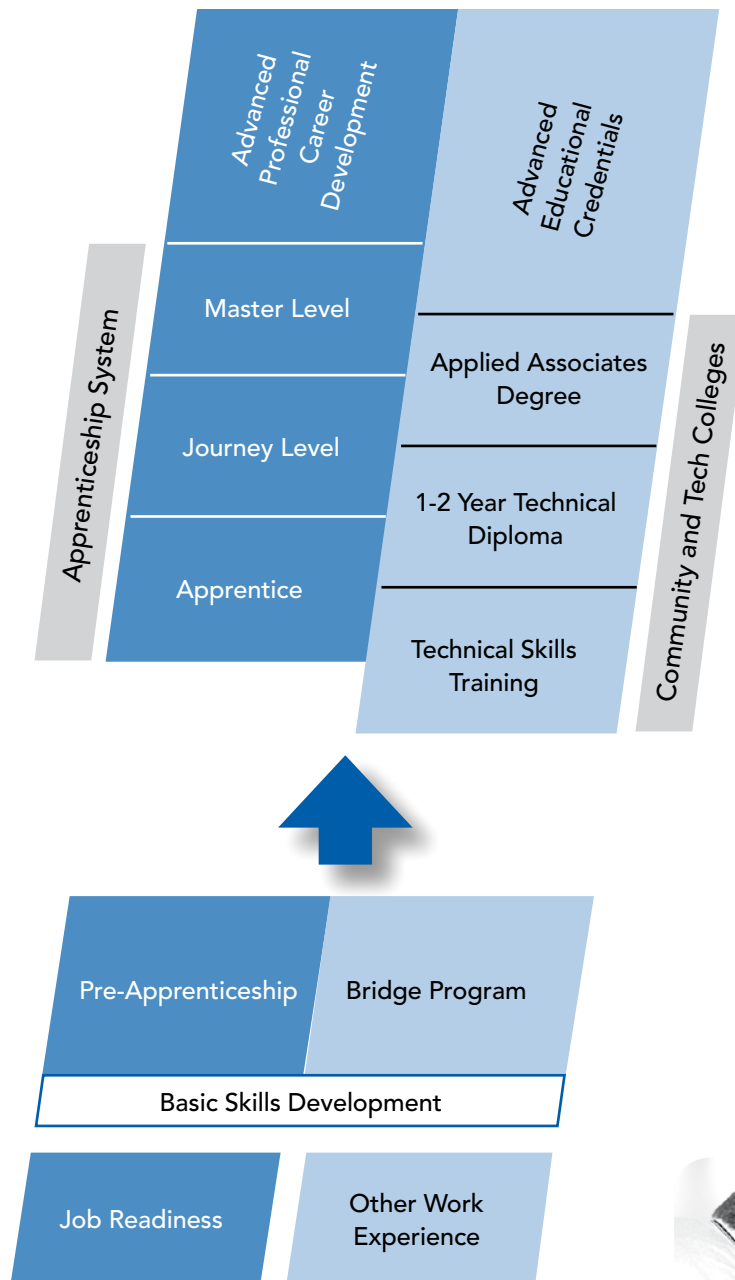 Advanced
Professional
Career
Development
Advanced
Educational
Credentials
Apprenticeship System
Master Level
Journey Level
Apprentice
Applied Associates
Degree
1-2 Year Technical
Diploma
Technical Skills
Training
Community and Tech Colleges
Pre-Apprenticeship
Bridge Program
Basic Skills Development
Job Readiness
Other Work
Experience